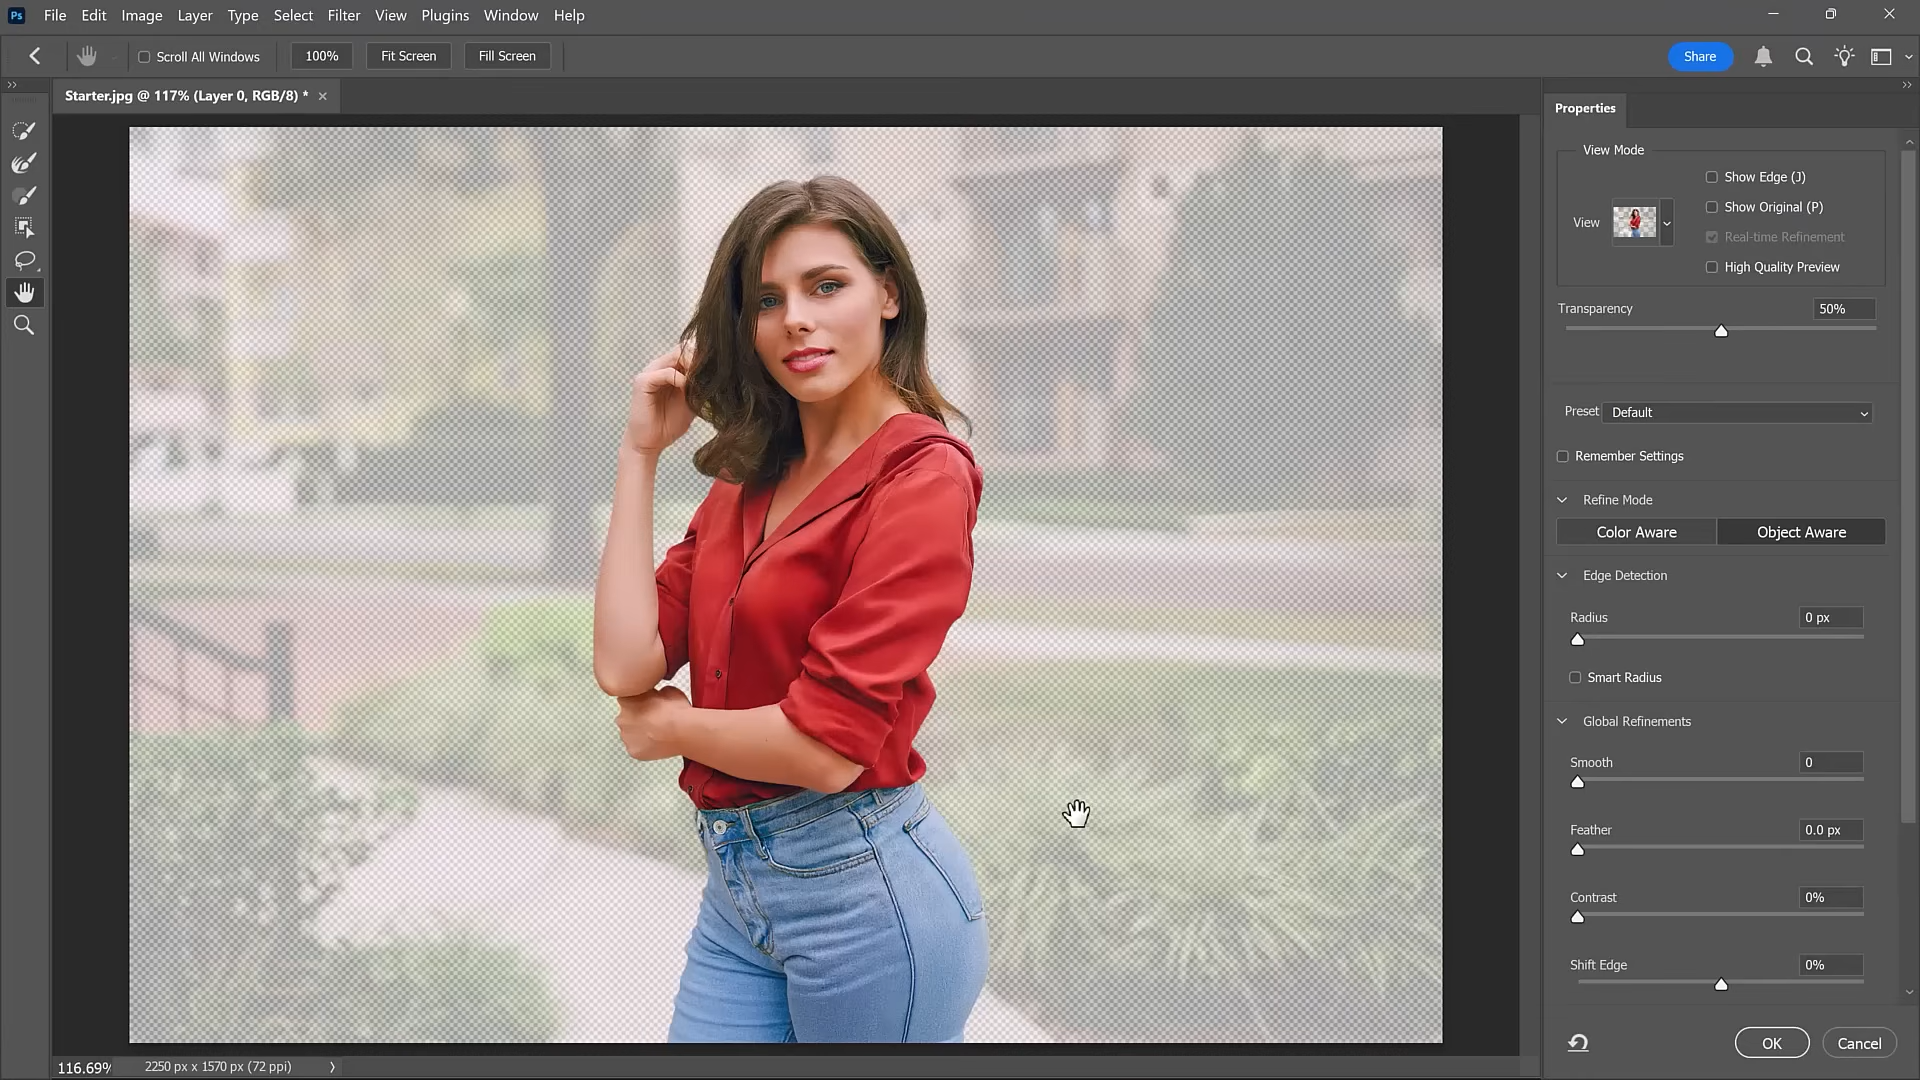 Ps File Edit Image Layer Type Select Filter View Plugins Window Help
Scroll All Windows 100% Fit Screen Fill Screen Share
Starter.jpg @ 117% (Layer 0, RGB/8) * ×
Properties
View Mode
Show Edge (J)
Show Original (P)
View
Real-time Refinement
High Quality Preview
Transparency 50%
Preset Default
Remember Settings
Refine Mode
Color Aware Object Aware
Edge Detection
Radius 0 px
Smart Radius
Global Refinements
Smooth 0
Feather 0.0 px
Contrast 0%
Shift Edge 0%
OK Cancel
116.69% 2250 px x 1570 px (72 ppi)